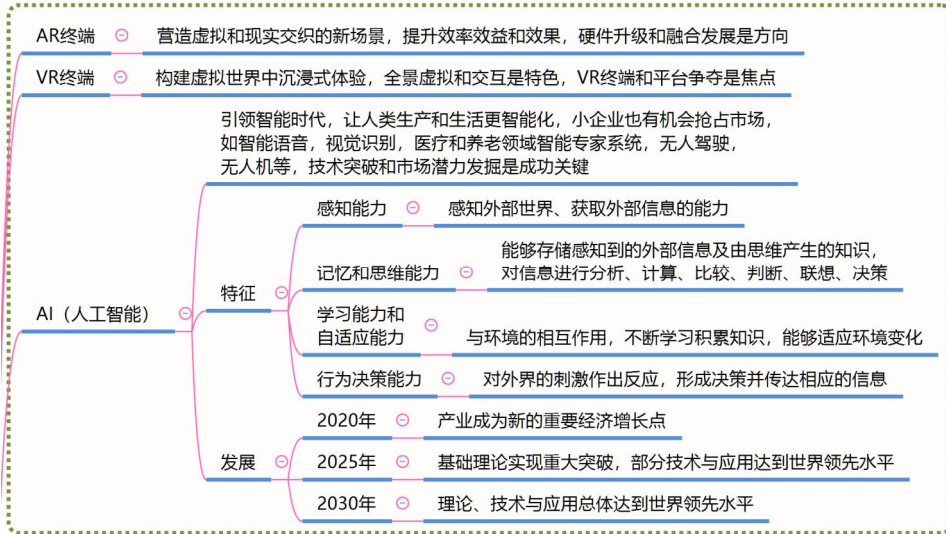 AR终端
营造虚拟和现实交织的新场景，提升效率效益和效果，硬件升级和融合发展是方向
VR终端
构建虚拟世界中沉浸式体验，全景虚拟和交互是特色，VR终端和平台争夺是焦点
AI（人工智能）
引领智能时代，让人类生产和生活更智能化，小企业也有机会抢占市场，
如智能语音，视觉识别，医疗和养老领域智能专家系统，无人驾驶，
无人机等，技术突破和市场潜力发掘是成功关键
特征
感知能力
感知外部世界、获取外部信息的能力
记忆和思维能力
能够存储感知到的外部信息及由思维产生的知识，
对信息进行分析、计算、比较、判断、联想、决策
学习能力和
自适应能力
与环境的相互作用，不断学习积累知识，能够适应环境变化
行为决策能力
对外界的刺激作出反应，形成决策并传达相应的信息
发展
2020年
产业成为新的重要经济增长点
2025年
基础理论实现重大突破，部分技术与应用达到世界领先水平
2030年
理论、技术与应用总体达到世界领先水平